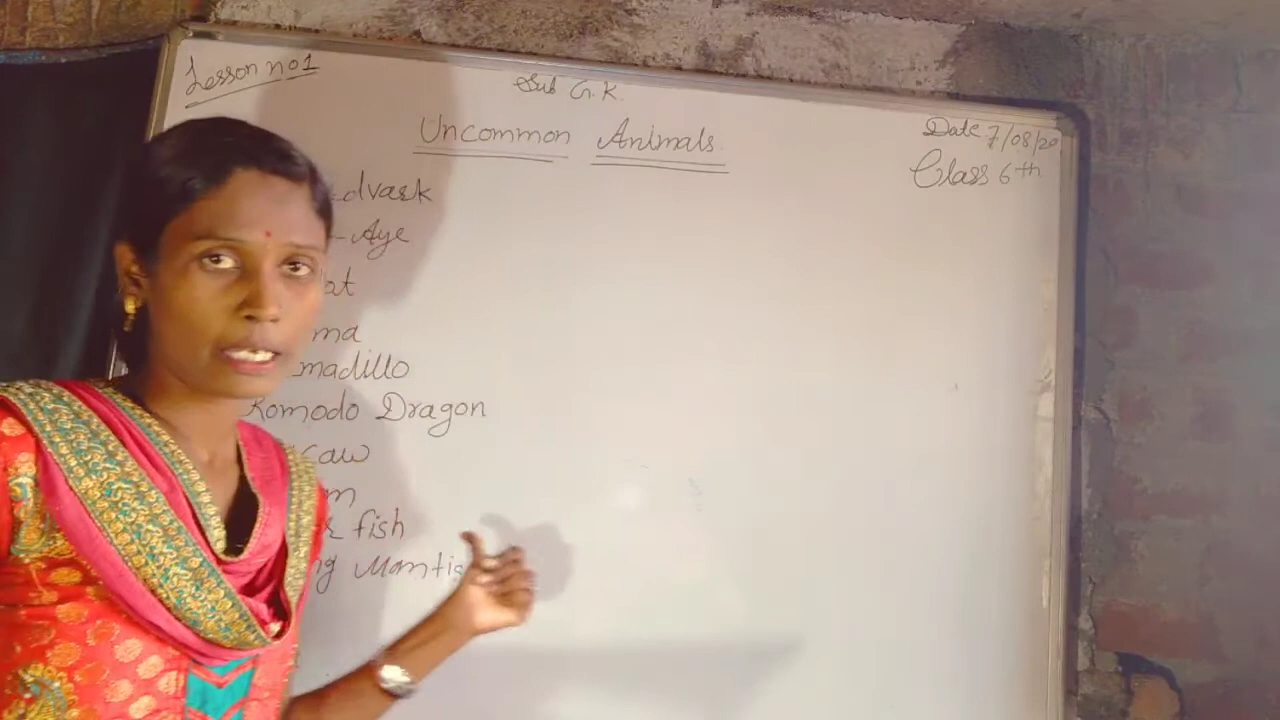 Lesson no 1
Sub G.K.
Date 7/08/20
Class 6th
Uncommon Animals
dvark
-Aye
at
ma
madillo
Komodo Dragon
caw
m
fish
ng Mantis